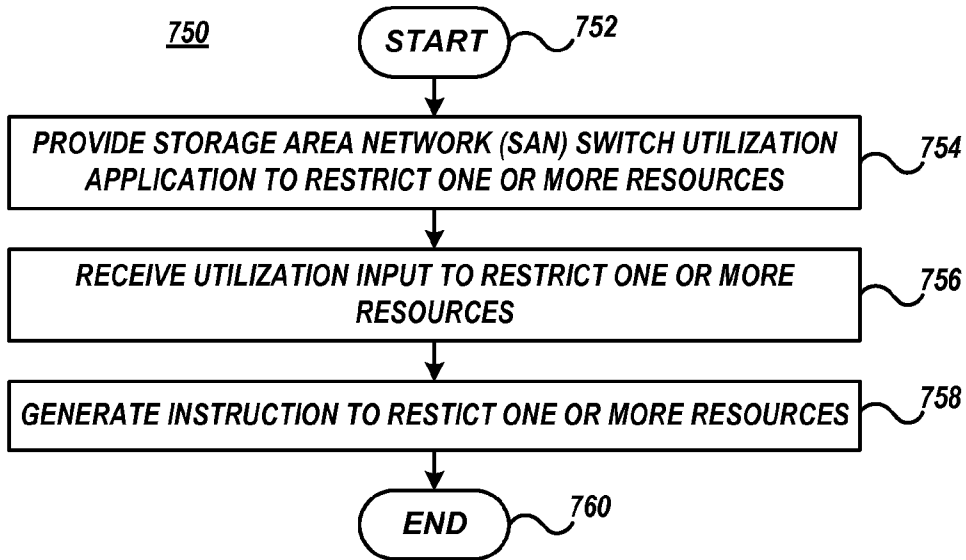 750
START
752
PROVIDE STORAGE AREA NETWORK (SAN) SWITCH UTILIZATION
APPLICATION TO RESTRICT ONE OR MORE RESOURCES
754
RECEIVE UTILIZATION INPUT TO RESTRICT ONE OR MORE
RESOURCES
756
GENERATE INSTRUCTION TO RESTICT ONE OR MORE RESOURCES
758
END
760